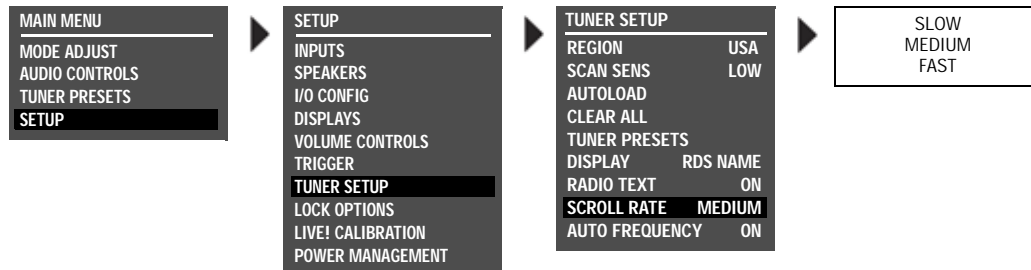 MAIN MENU
MODE ADJUST
AUDIO CONTROLS
TUNER PRESETS
SETUP
SETUP
INPUTS
SPEAKERS
I/O CONFIG
DISPLAYS
VOLUME CONTROLS
TRIGGER
TUNER SETUP
LOCK OPTIONS
LIVE! CALIBRATION
POWER MANAGEMENT
TUNER SETUP
REGION USA
SCAN SENS LOW
AUTOLOAD
CLEAR ALL
TUNER PRESETS
DISPLAY RDS NAME
RADIO TEXT ON
SCROLL RATE MEDIUM
AUTO FREQUENCY ON
SLOW
MEDIUM
FAST